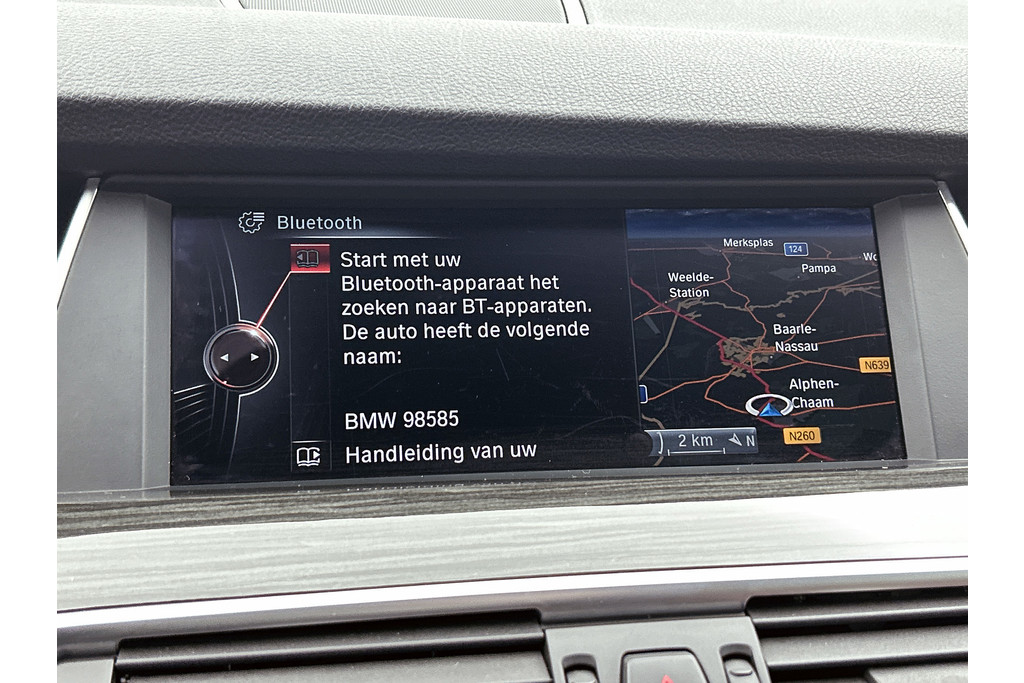 Bluetooth
Start met uw
Bluetooth-apparaat het
zoeken naar BT-apparaten.
De auto heeft de volgende
naam:
BMW 98585
Handleiding van uw
Merksplas
124
Pampa
Weelde-
Station
Baarle-
Nassau
N639
Alphen-
Chaam
N260
2 km
N